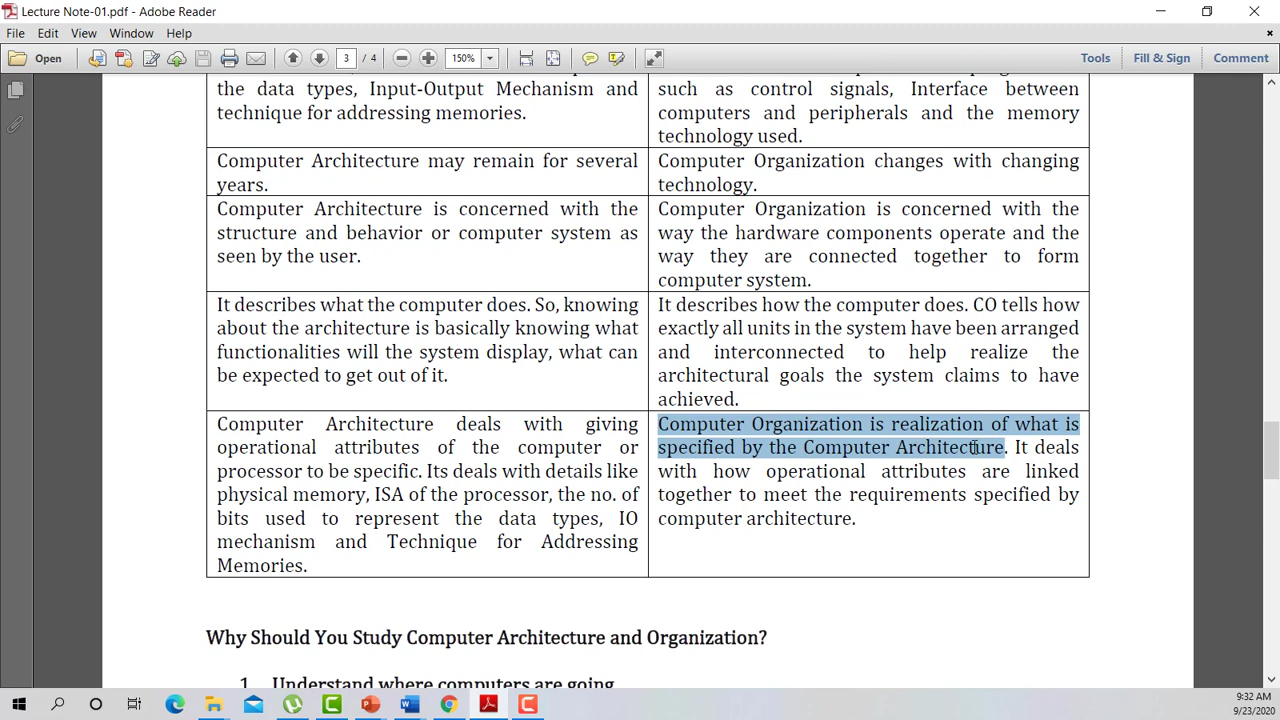 Lecture Note-01.pdf - Adobe Reader
File Edit View Window Help
Open 3 / 4 150% Tools Fill & Sign Comment
the data types, Input-Output Mechanism and
technique for addressing memories.
such as control signals, Interface between
computers and peripherals and the memory
technology used.
Computer Architecture may remain for several
years.
Computer Organization changes with changing
technology.
Computer Architecture is concerned with the
structure and behavior or computer system as
seen by the user.
Computer Organization is concerned with the
way the hardware components operate and the
way they are connected together to form
computer system.
It describes what the computer does. So, knowing
about the architecture is basically knowing what
functionalities will the system display, what can
be expected to get out of it.
It describes how the computer does. CO tells how
exactly all units in the system have been arranged
and interconnected to help realize the
architectural goals the system claims to have
achieved.
Computer Architecture deals with giving
operational attributes of the computer or
processor to be specific. Its deals with details like
physical memory, ISA of the processor, the no. of
bits used to represent the data types, IO
mechanism and Technique for Addressing
Memories.
Computer Organization is realization of what is
specified by the Computer Architecture. It deals
with how operational attributes are linked
together to meet the requirements specified by
computer architecture.
Why Should You Study Computer Architecture and Organization?
1. Understand where computers are going
9:32 AM
9/23/2020